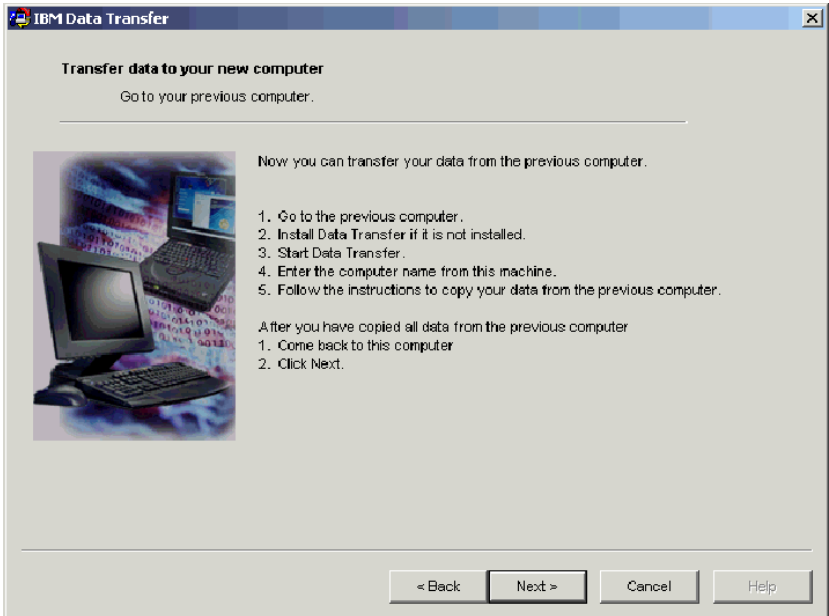 IBM Data Transfer
Transfer data to your new computer
Go to your previous computer.
Now you can transfer your data from the previous computer.
1. Go to the previous computer.
2. Install Data Transfer if it is not installed.
3. Start Data Transfer.
4. Enter the computer name from this machine.
5. Follow the instructions to copy your data from the previous computer.
After you have copied all data from the previous computer
1. Come back to this computer
2. Click Next.
< Back
Next >
Cancel
Help